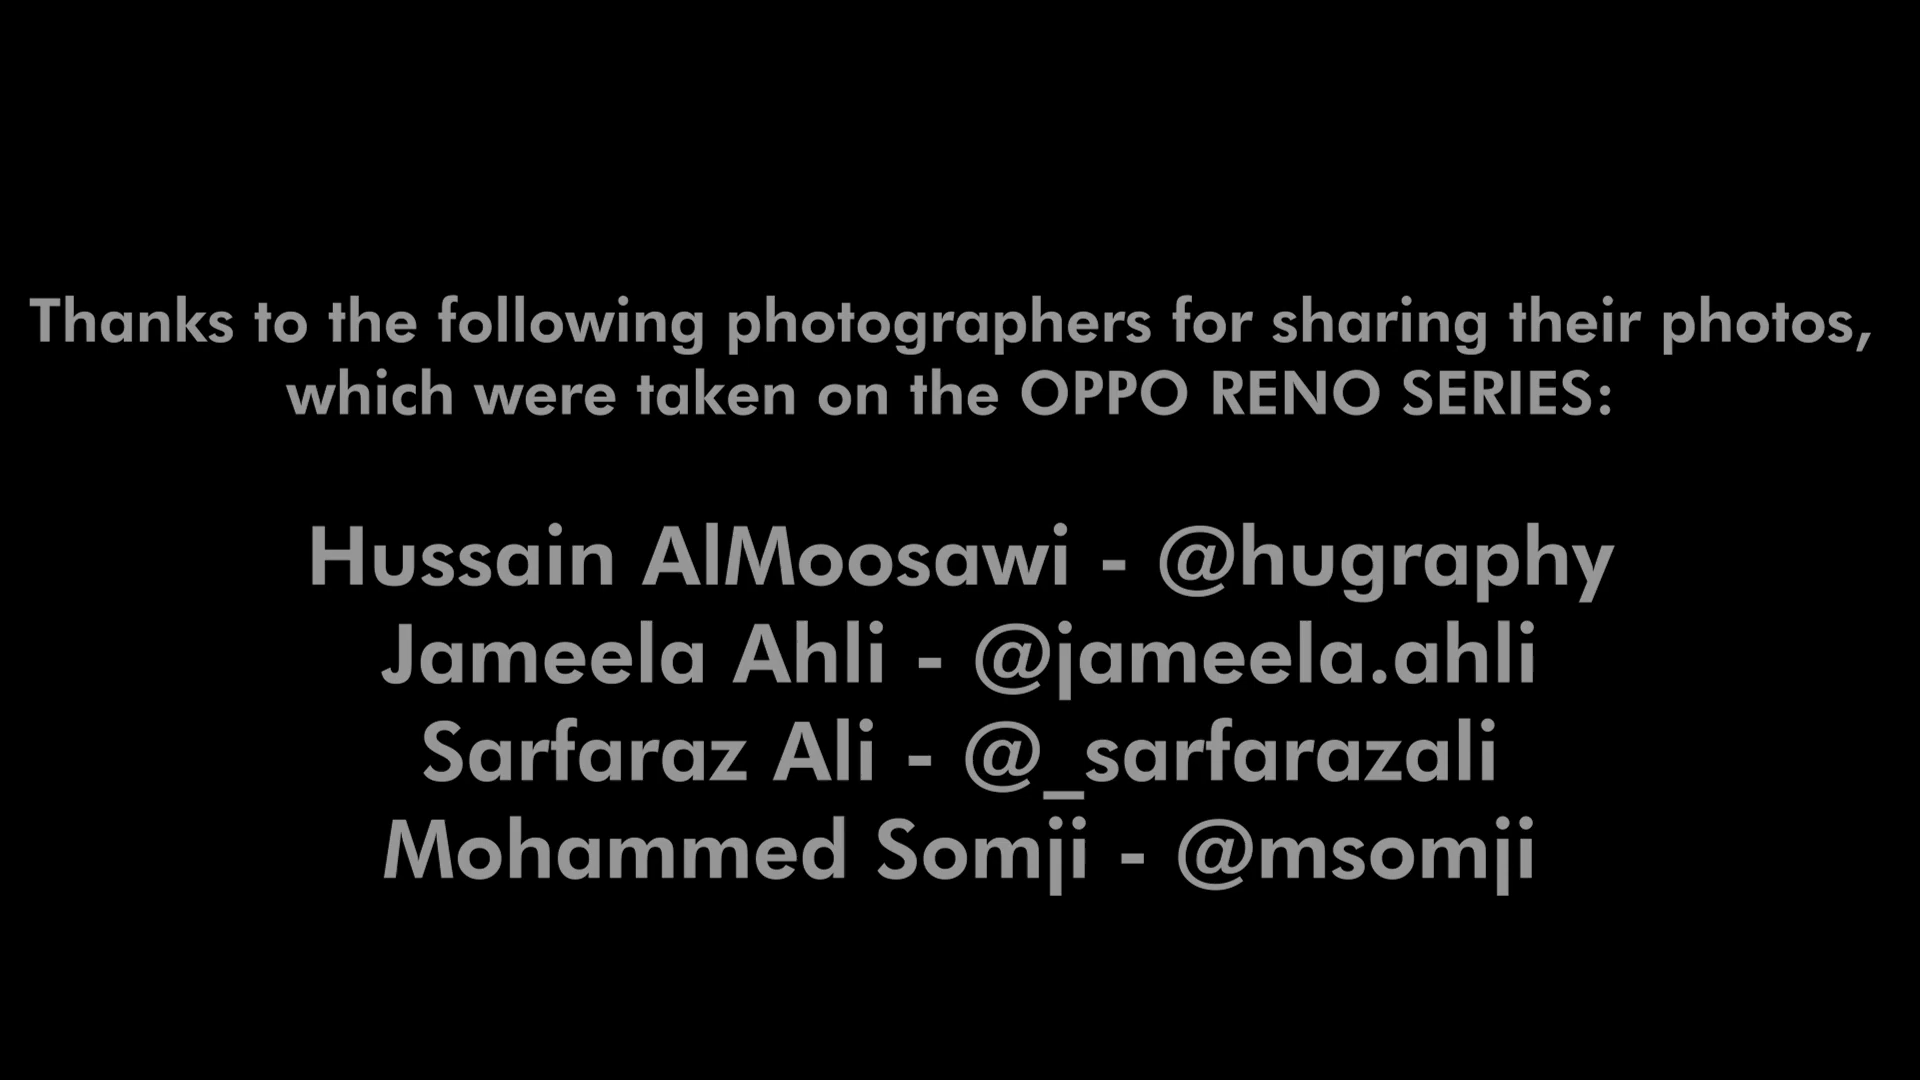 Thanks to the following photographers for sharing their photos,
which were taken on the OPPO RENO SERIES:
Hussain AlMoosawi - @hugraphy
Jameela Ahli - @jameela.ahli
Sarfaraz Ali - @_sarfarazali
Mohammed Somji - @msomji